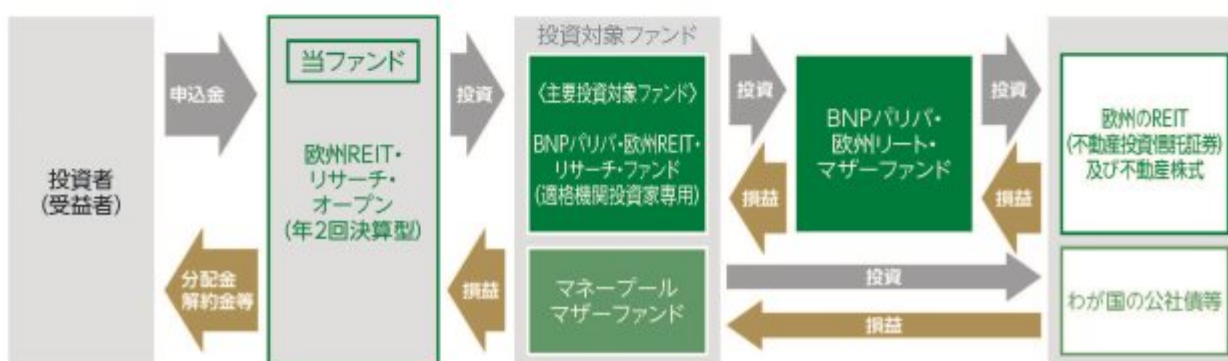 投資者
(受益者)
申込金
分配金
解約金等
当ファンド
欧州REIT・
リサーチ・
オープン
(年2回決算型)
投資
損益
投資対象ファンド
〈主要投資対象ファンド〉
BNPパリバ・欧州REIT・
リサーチ・ファンド
(適格機関投資家専用)
マネープール
マザーファンド
投資
損益
BNPパリバ・
欧州リート・
マザーファンド
投資
損益
投資
損益
欧州のREIT
(不動産投資信託証券)
及び不動産株式
わが国の公社債等